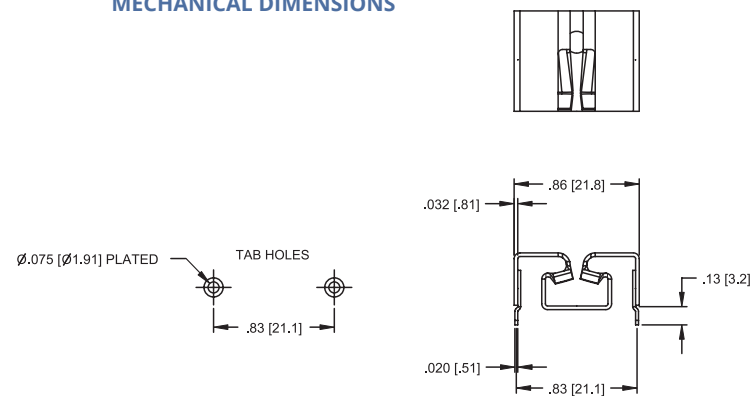 MECHANICAL DIMENSIONS
.86 [21.8]
.032 [.81]
Ø.075 [Ø1.91] PLATED
TAB HOLES
.13 [3.2]
.83 [21.1]
.020 [.51]
.83 [21.1]